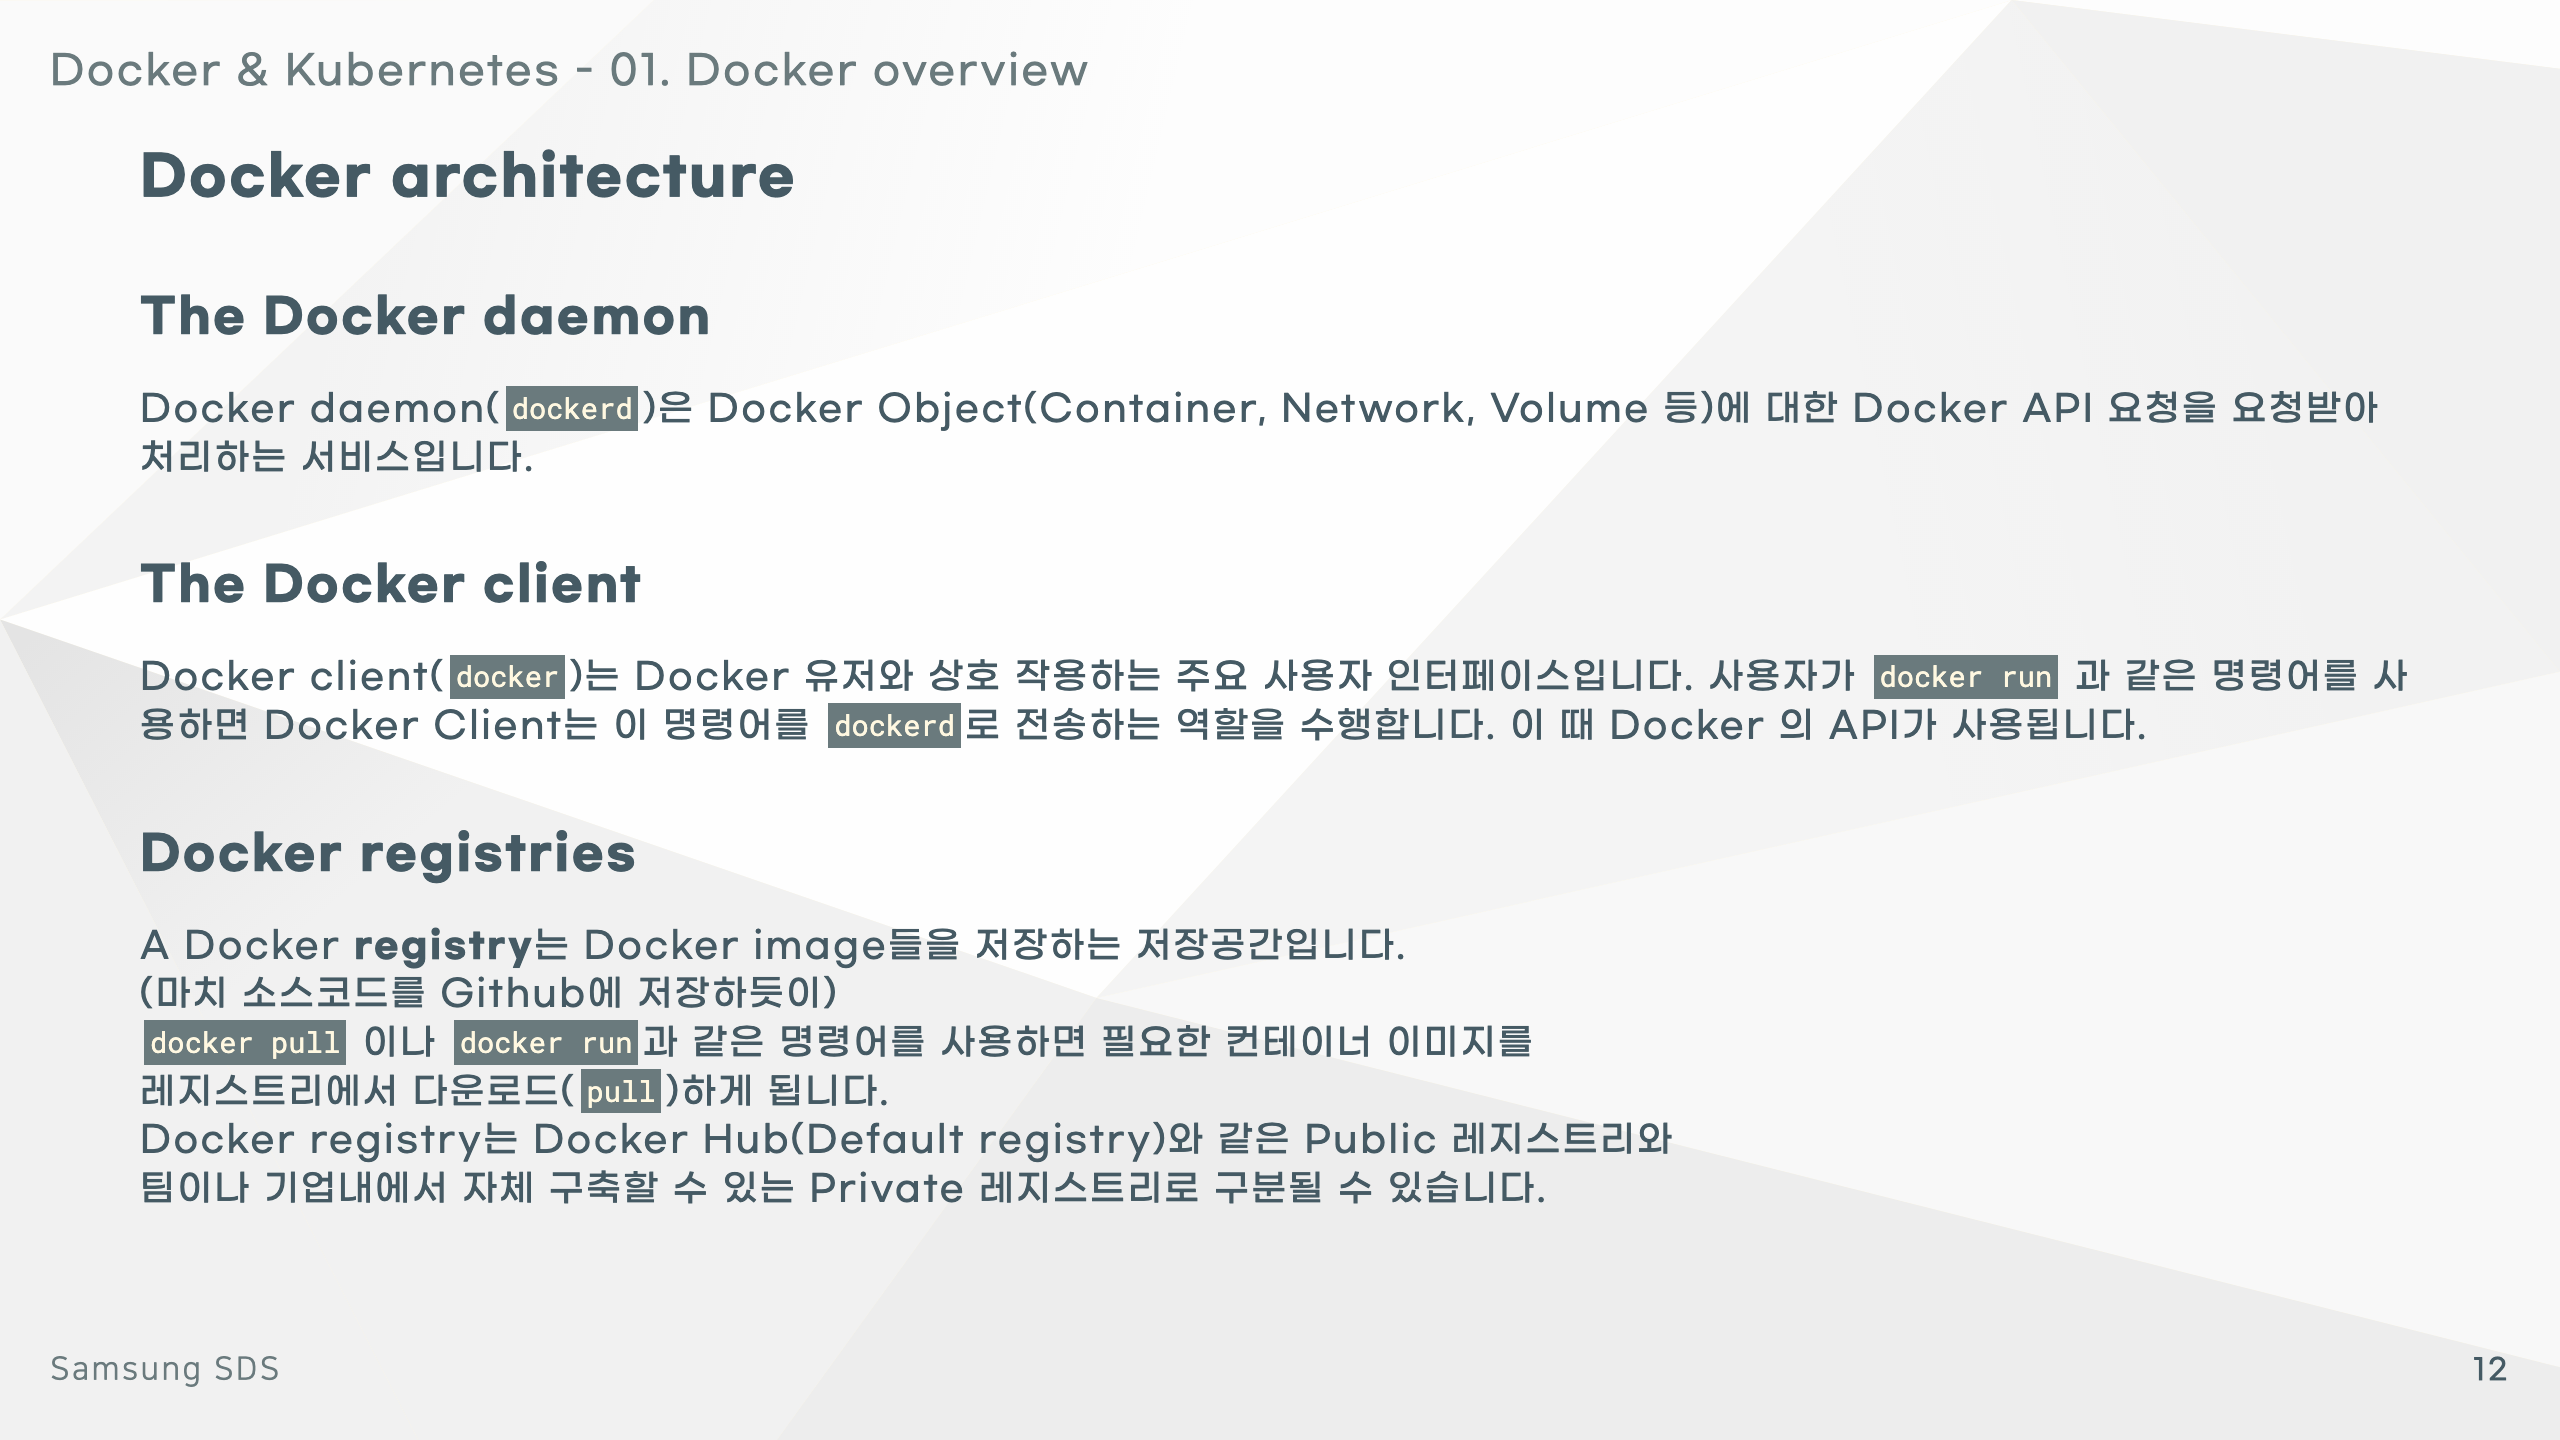 Docker & Kubernetes - 01. Docker overview
Docker architecture
The Docker daemon
Docker daemon(dockerd)은 Docker Object(Container, Network, Volume 등)에 대한 Docker API 요청을 요청받아
처리하는 서비스입니다.
The Docker client
Docker client(docker)는 Docker 유저와 상호 작용하는 주요 사용자 인터페이스입니다. 사용자가 docker run 과 같은 명령어를 사
용하면 Docker Client는 이 명령어를 dockerd로 전송하는 역할을 수행합니다. 이 때 Docker 의 API가 사용됩니다.
Docker registries
A Docker registry는 Docker image들을 저장하는 저장공간입니다.
(마치 소스코드를 Github에 저장하듯이)
docker pull 이나 docker run과 같은 명령어를 사용하면 필요한 컨테이너 이미지를
레지스트리에서 다운로드(pull)하게 됩니다.
Docker registry는 Docker Hub(Default registry)와 같은 Public 레지스트리와
팀이나 기업내에서 자체 구축할 수 있는 Private 레지스트리로 구분될 수 있습니다.
Samsung SDS
12